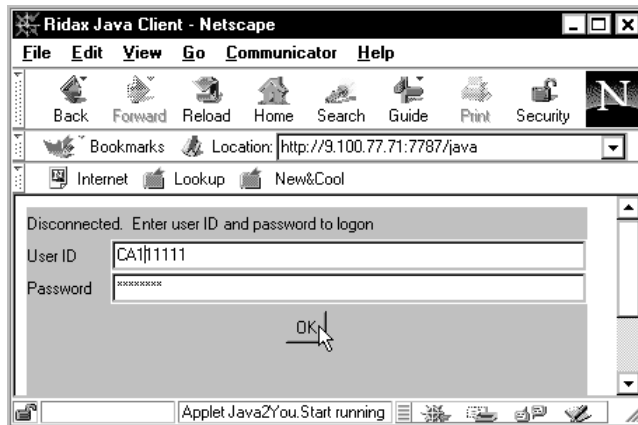 Ridax Java Client - Netscape
File Edit View Go Communicator Help
Back Forward Reload Home Search Guide Print Security
N
Bookmarks Location: http://9.100.77.71:7787/java
Internet Lookup New&Cool
Disconnected. Enter user ID and password to logon
User ID CA111111
Password ********
OK
Applet Java2You.Start running